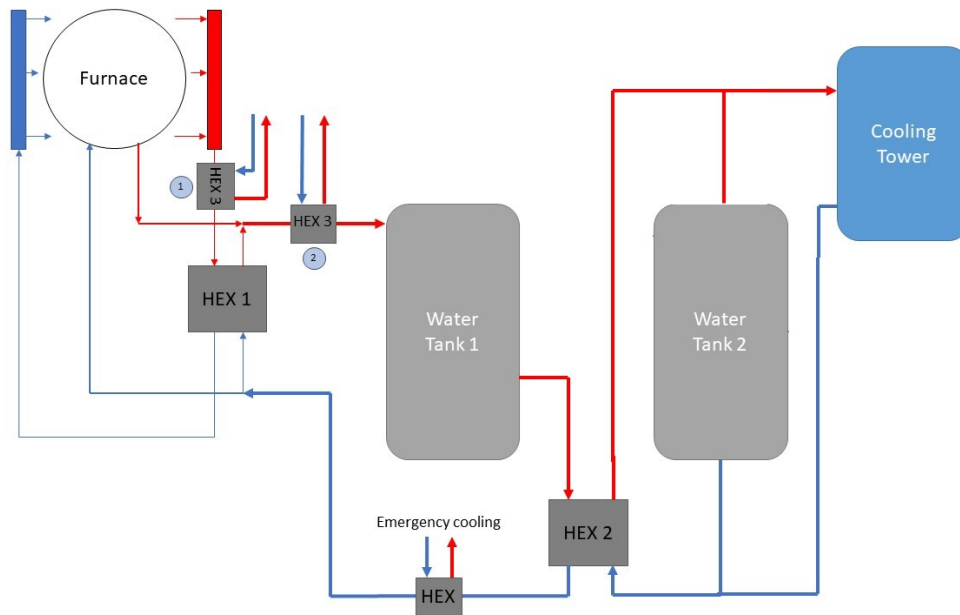 Furnace
Cooling
Tower
1
HEX 3
HEX 3
2
HEX 1
Water
Tank 1
Water
Tank 2
Emergency cooling
HEX 2
HEX